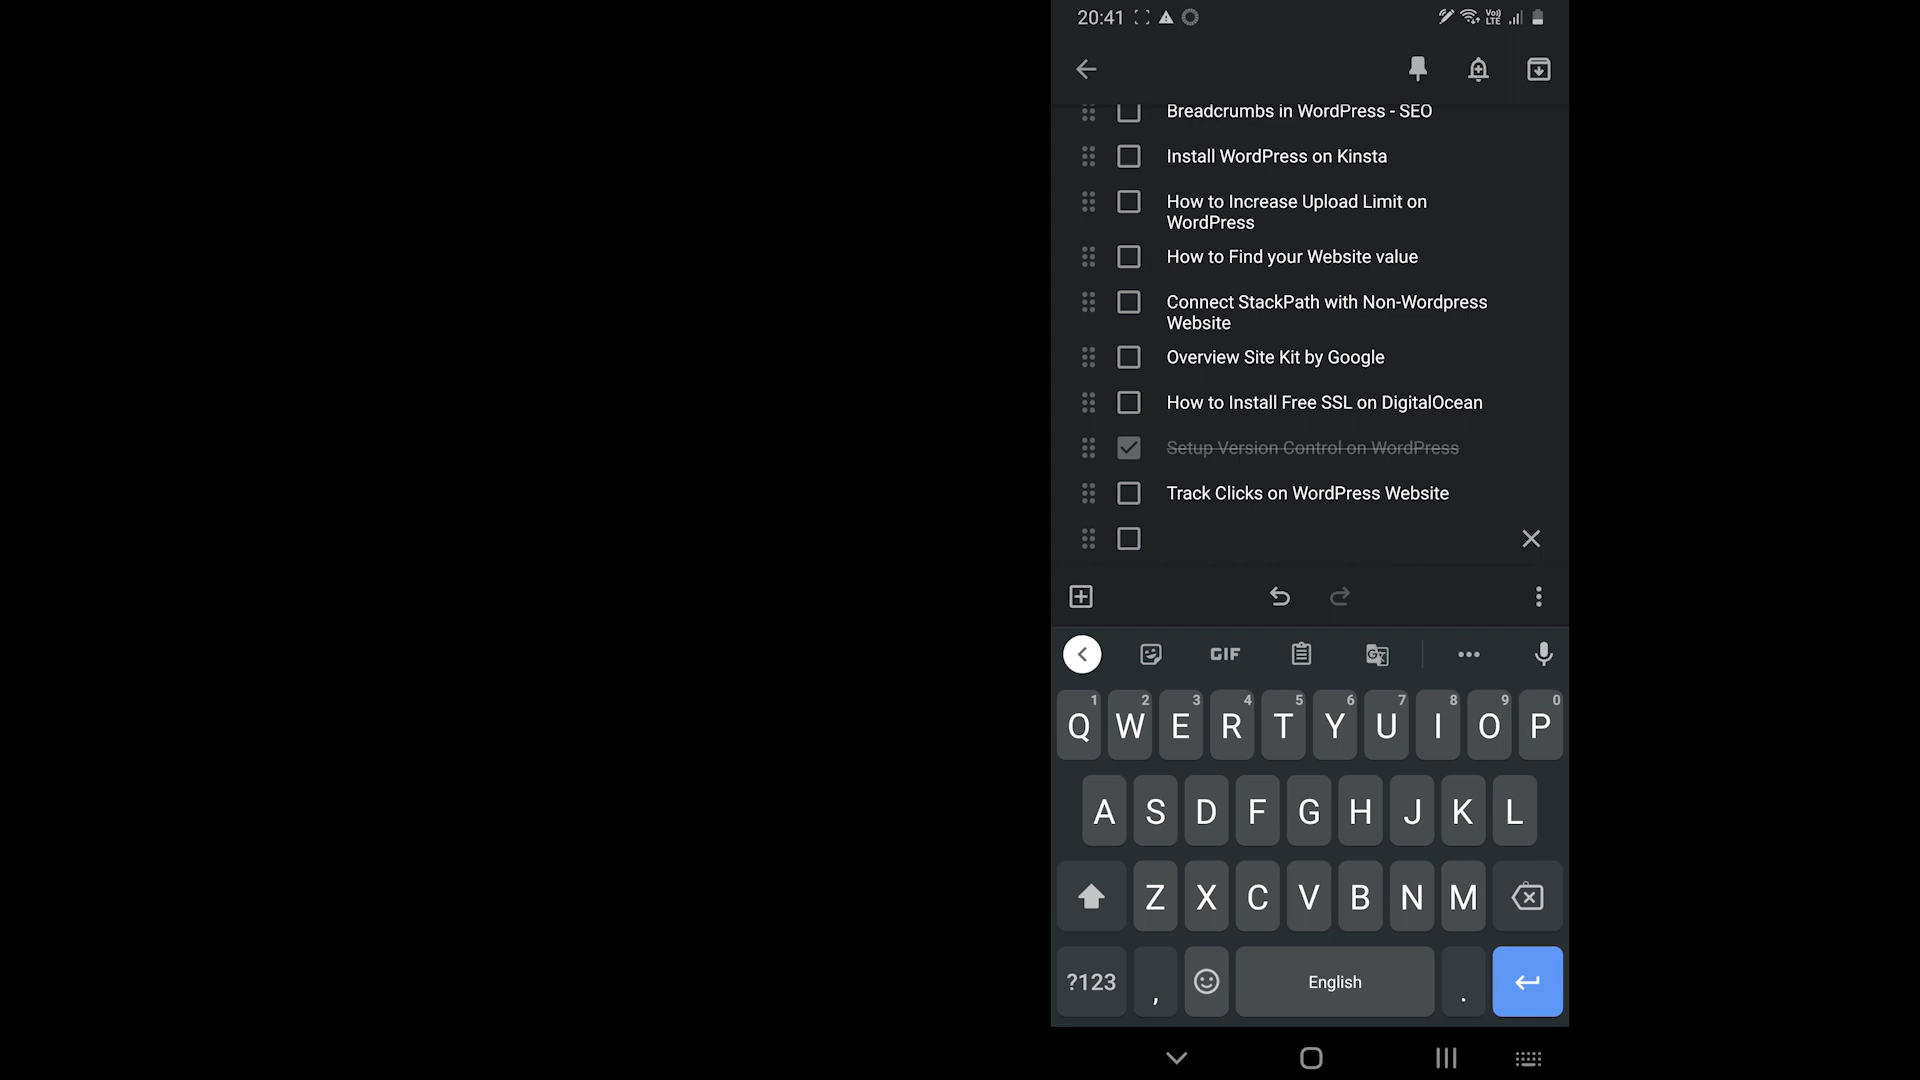 20:41
Vo) LTE
Breadcrumbs in WordPress - SEO
Install WordPress on Kinsta
How to Increase Upload Limit on
WordPress
How to Find your Website value
Connect StackPath with Non-Wordpress
Website
Overview Site Kit by Google
How to Install Free SSL on DigitalOcean
Setup Version Control on WordPress
Track Clicks on WordPress Website
GIF
1 2 3 4 5 6 7 8 9 0
Q W E R T Y U I O P
A S D F G H J K L
Z X C V B N M
?123 , English .